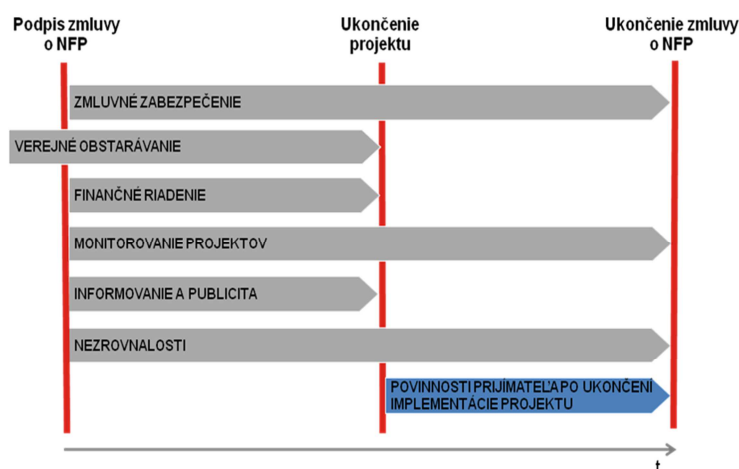 Podpis zmluvy
o NFP
Ukončenie
projektu
Ukončenie zmluvy
o NFP
ZMLUVNÉ ZABEZPEČENIE
VEREJNÉ OBSTARÁVANIE
FINANČNÉ RIADENIE
MONITOROVANIE PROJEKTOV
INFORMOVANIE A PUBLICITA
NEZROVNALOSTI
POVINNOSTI PRIJÍMATEĽA PO UKONČENÍ
IMPLEMENTÁCIE PROJEKTU
t